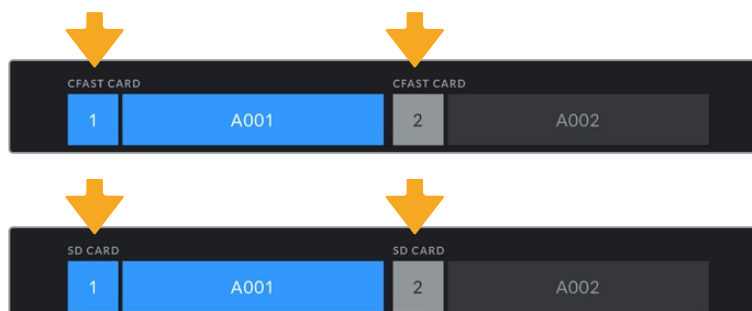 CFAST CARD CFAST CARD
1 A001 2 A002
SD CARD SD CARD
1 A001 2 A002